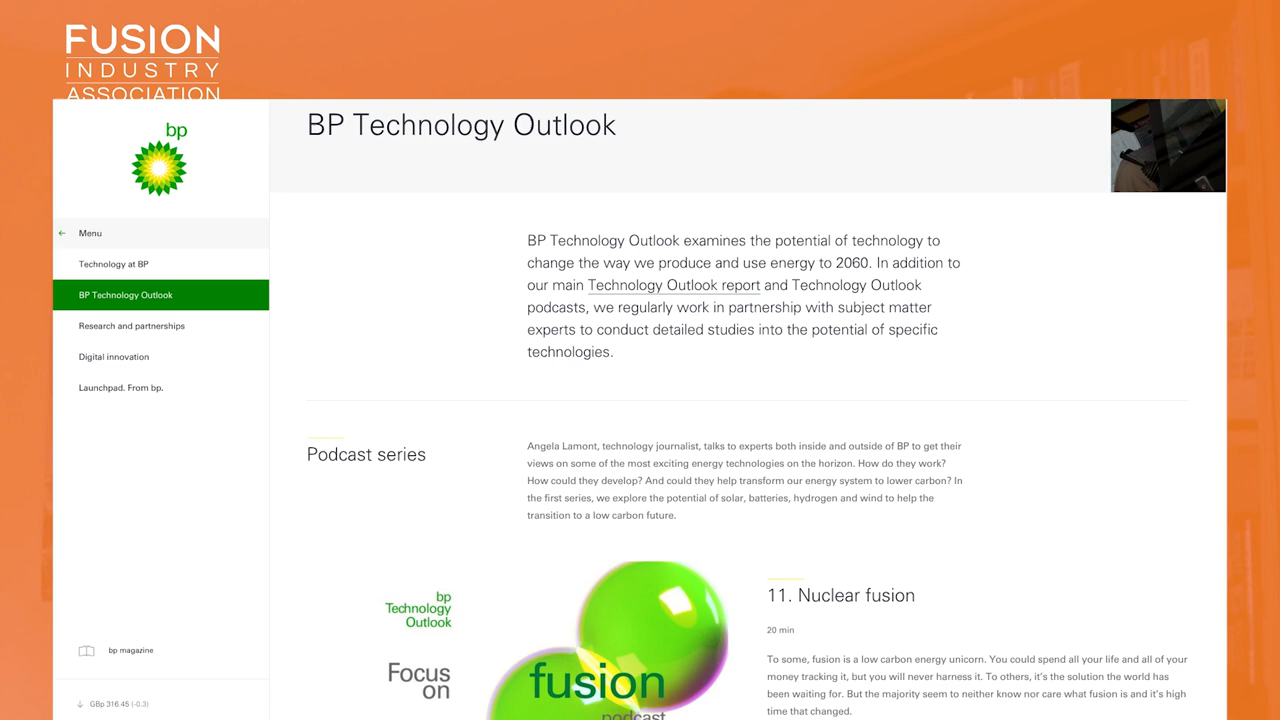 FUSION
INDUSTRY
ASSOCIATION
bp
BP Technology Outlook
Menu
Technology at BP
BP Technology Outlook
Research and partnerships
Digital innovation
Launchpad. From bp.
bp magazine
GBp 316.45 (-0.3)
BP Technology Outlook examines the potential of technology to
change the way we produce and use energy to 2060. In addition to
our main Technology Outlook report and Technology Outlook
podcasts, we regularly work in partnership with subject matter
experts to conduct detailed studies into the potential of specific
technologies.
Podcast series
Angela Lamont, technology journalist, talks to experts both inside and outside of BP to get their
views on some of the most exciting energy technologies on the horizon. How do they work?
How could they develop? And could they help transform our energy system to lower carbon? In
the first series, we explore the potential of solar, batteries, hydrogen and wind to help the
transition to a low carbon future.
bp
Technology
Outlook
Focus
on
fusion
podcast
11. Nuclear fusion
20 min
To some, fusion is a low carbon energy unicorn. You could spend all your life and all of your
money tracking it, but you will never harness it. To others, it's the solution the world has
been waiting for. But the majority seem to neither know nor care what fusion is and it's high
time that changed.